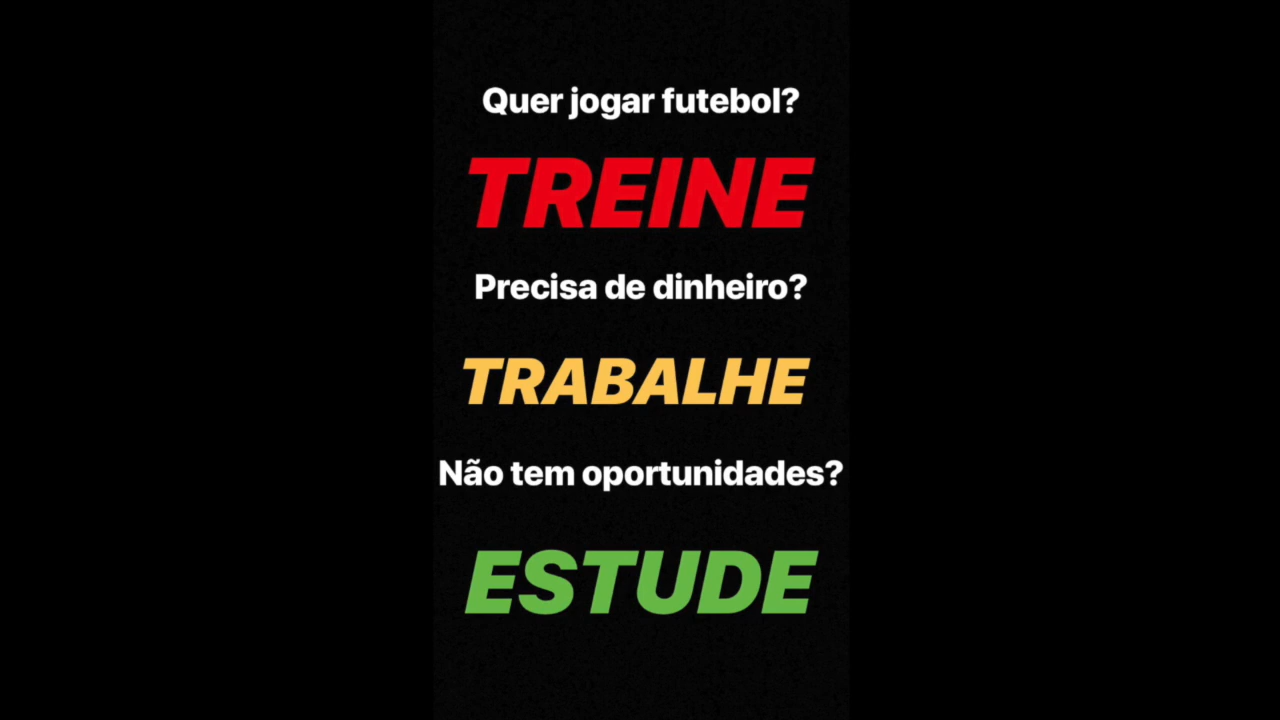 Quer jogar futebol?
TREINE
Precisa de dinheiro?
TRABALHE
Não tem oportunidades?
ESTUDE